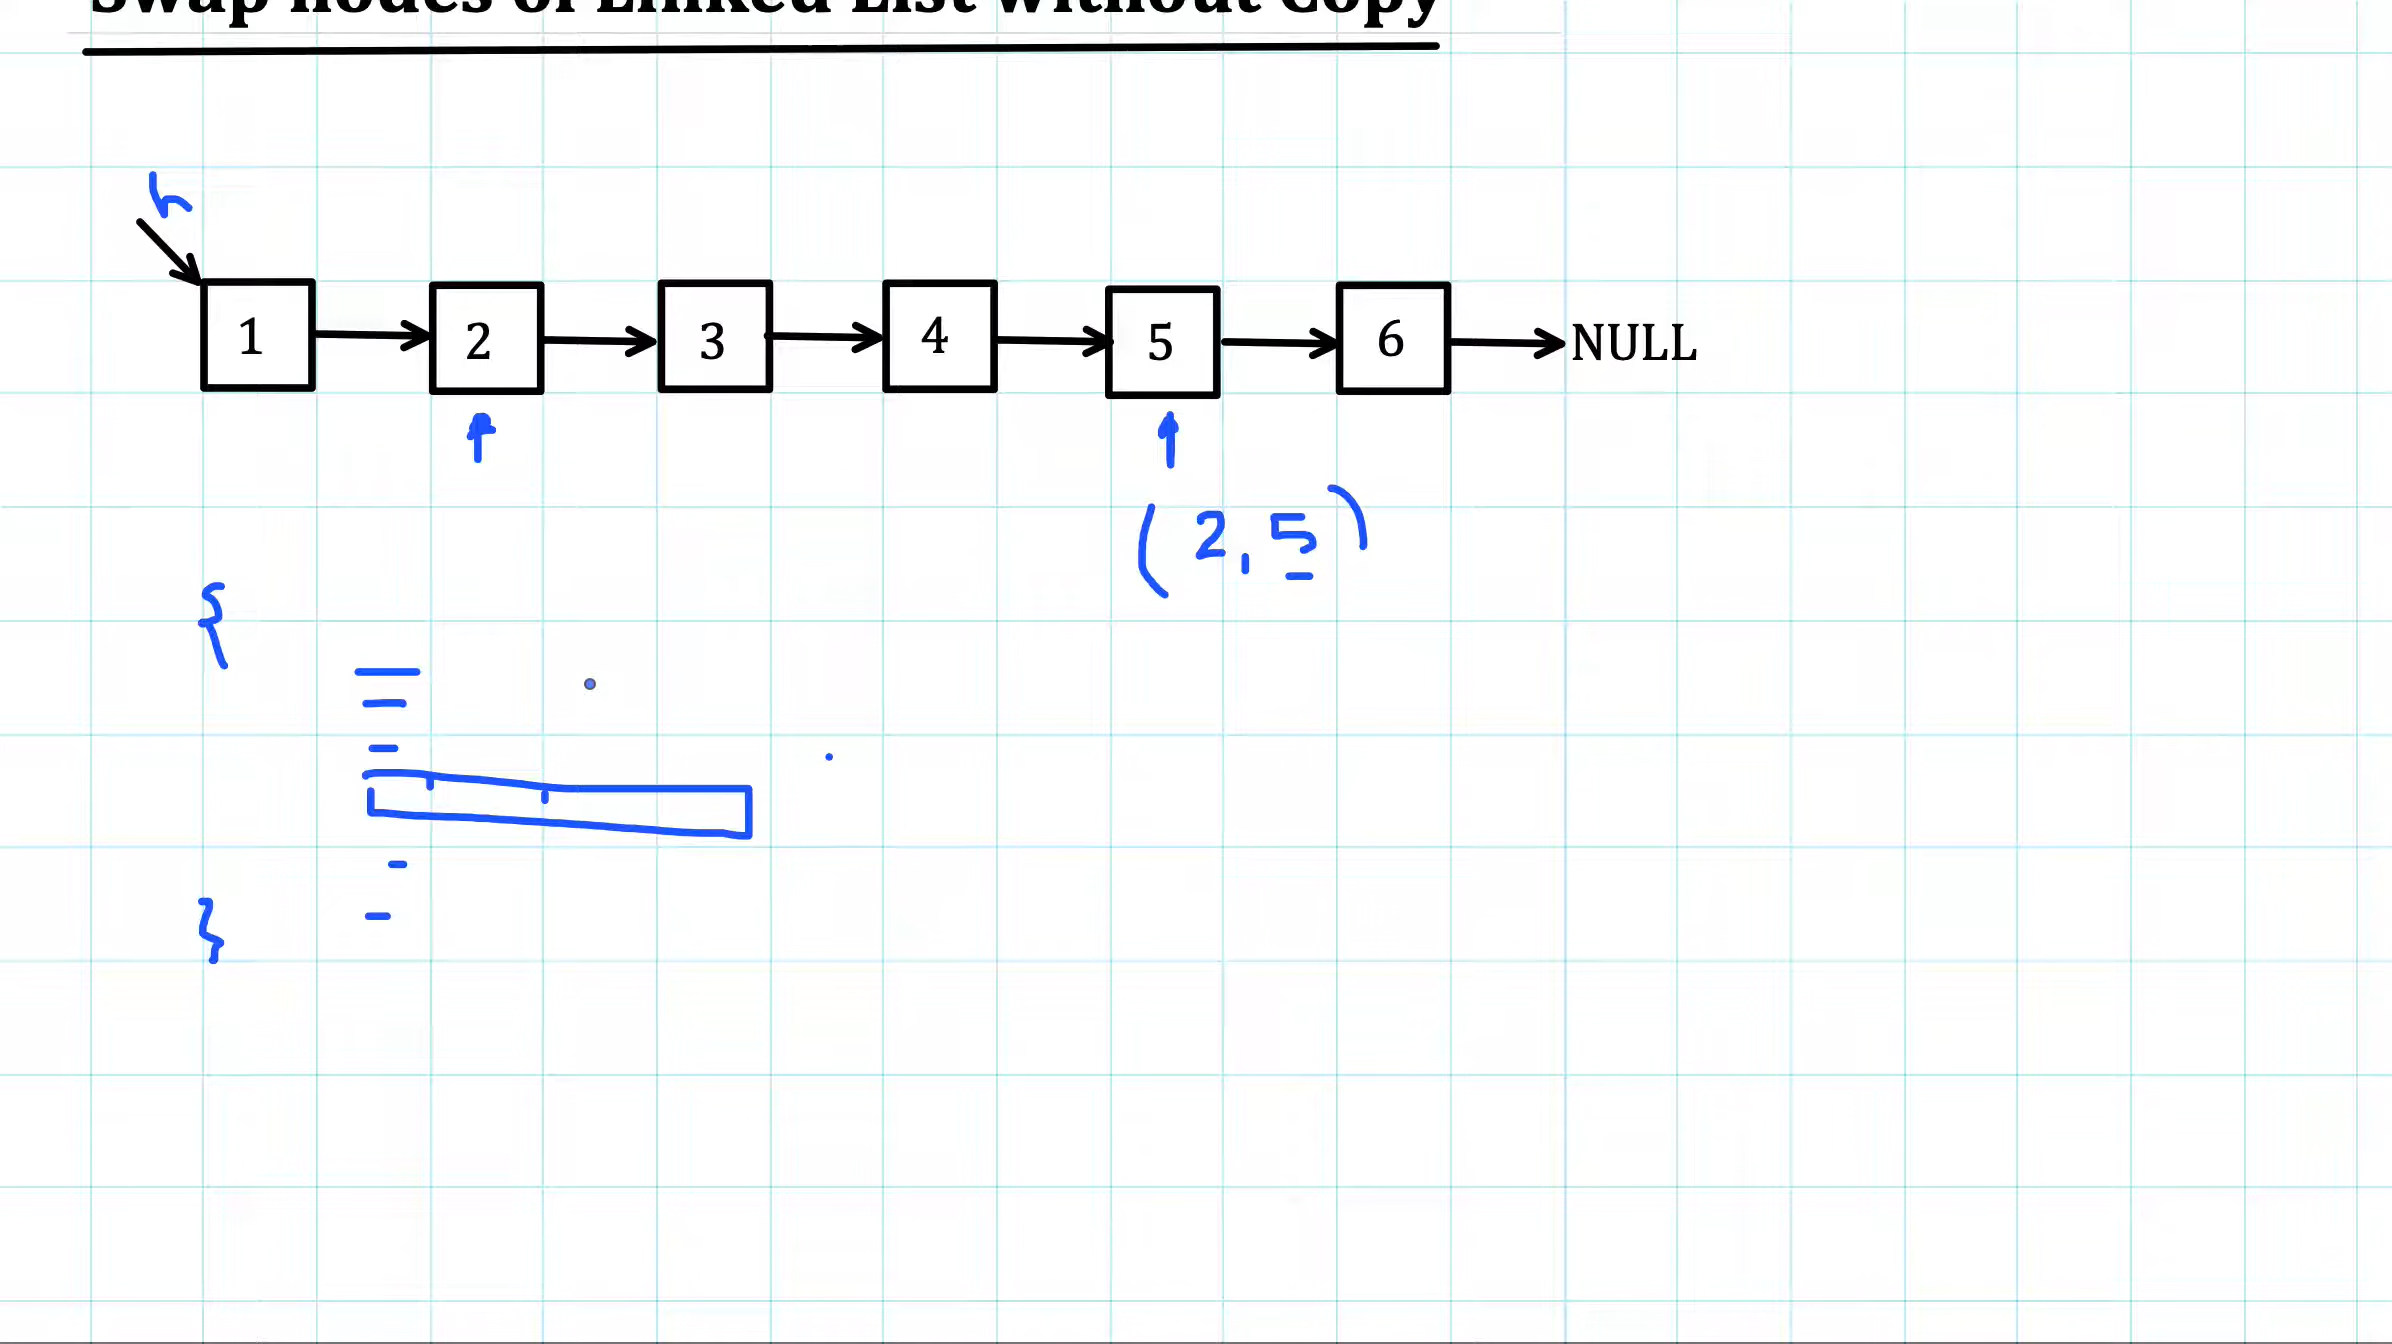 Swap nodes of Linked List without Copy
h
1 2 3 4 5 6 NULL
(2,5)
{
}